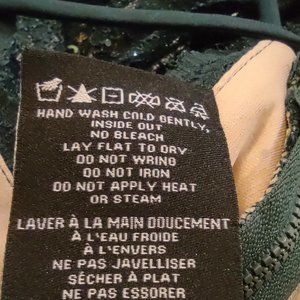 HAND WASH COLD GENTLY,
INSIDE OUT
NO BLEACH
LAY FLAT TO DRY
DO NOT WRING
DO NOT IRON
DO NOT APPLY HEAT
OR STEAM
LAVER À LA MAIN DOUCEMENT
À L'EAU FROIDE
À L'ENVERS
NE PAS JAVELLISER
SÉCHER À PLAT
NE PAS ESSORER